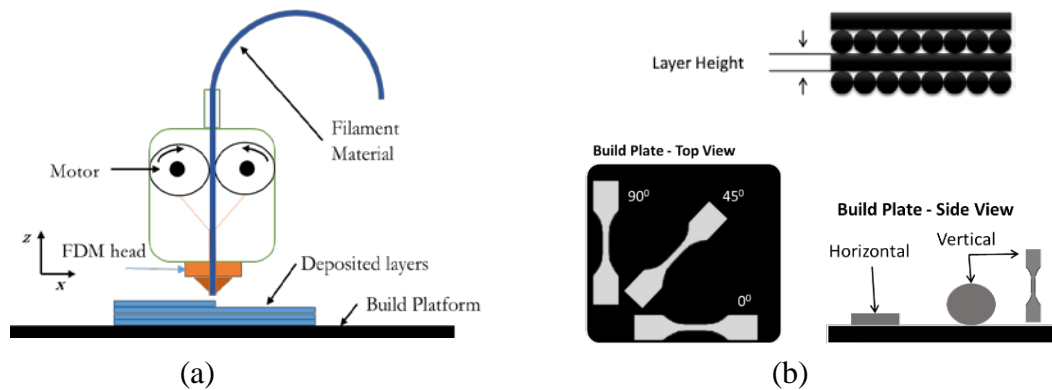 Filament
Material
Motor
z
x
FDM head
Deposited layers
Build Platform
(a)
Layer Height
Build Plate - Top View
90⁰
45⁰
0⁰
Build Plate - Side View
Horizontal
Vertical
(b)